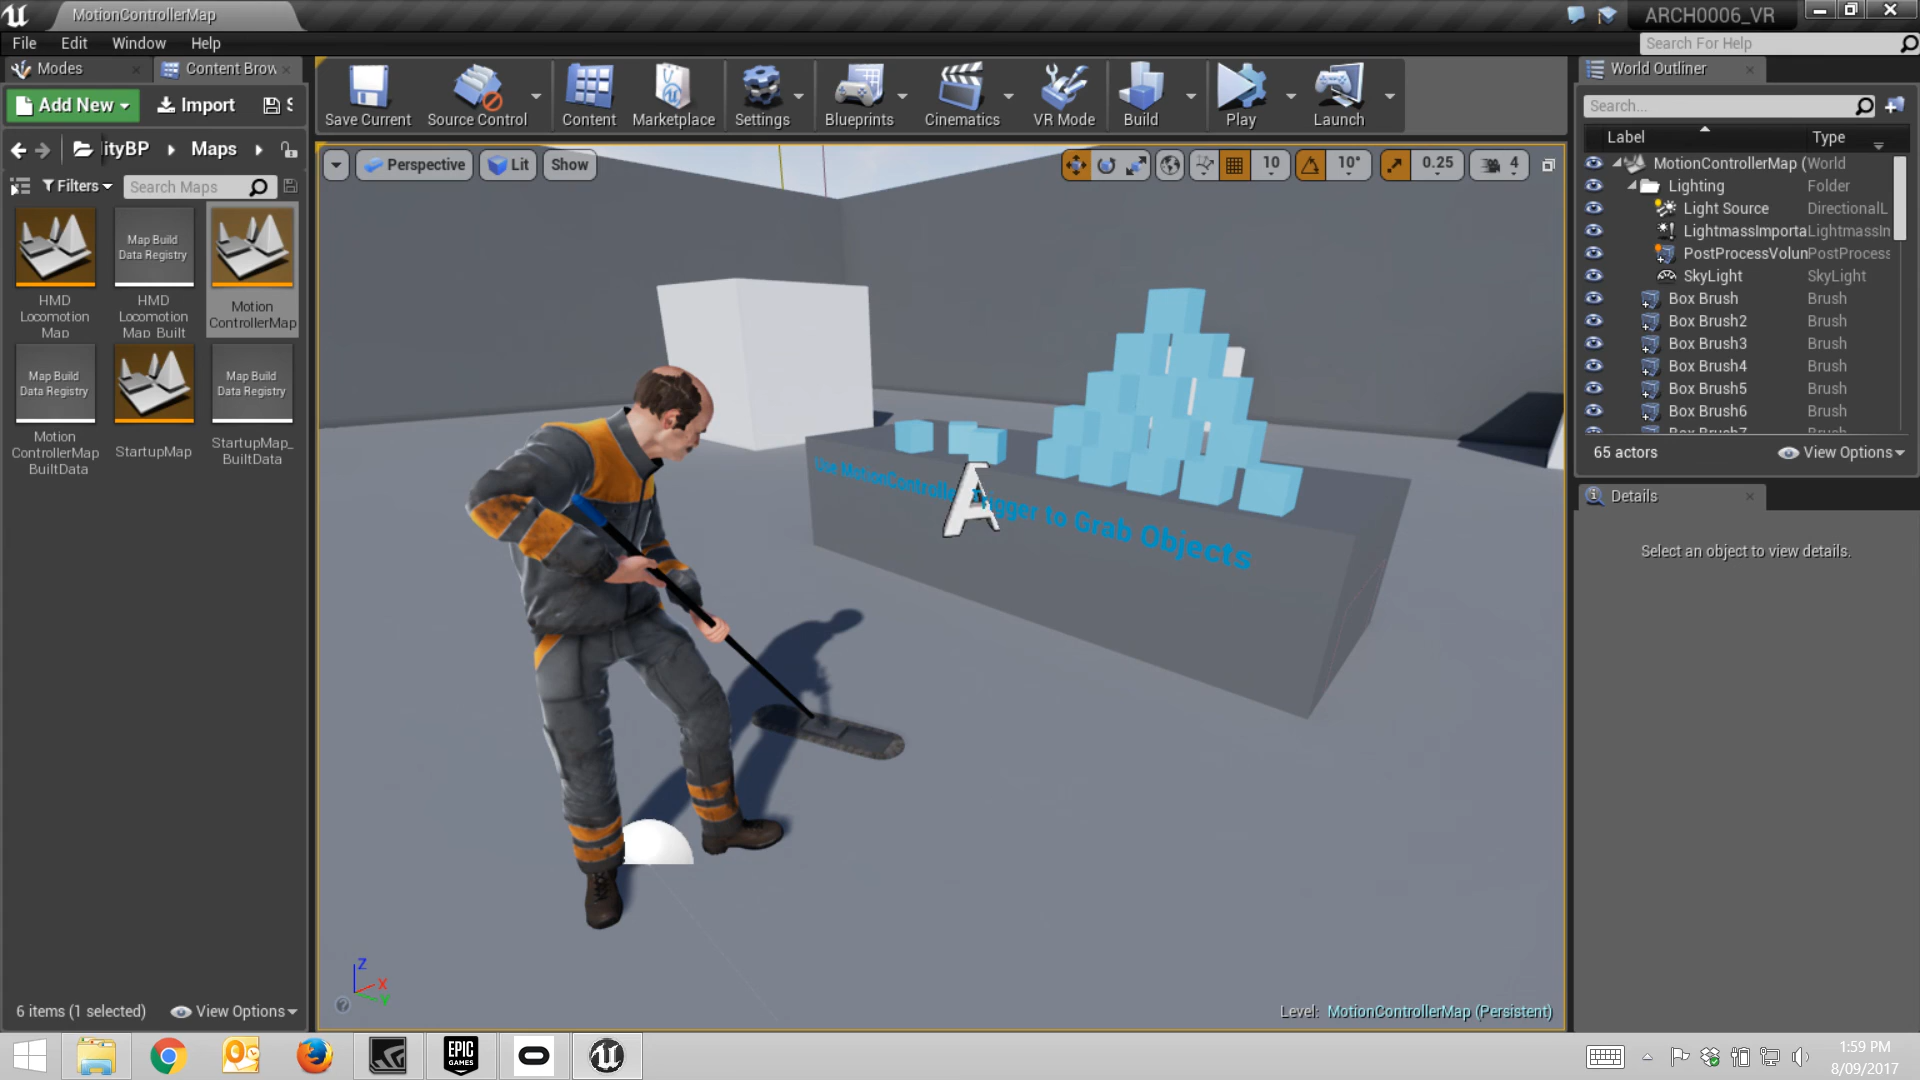 MotionControllerMap
ARCH0006_VR
File Edit Window Help
Search For Help
Modes
Content Brow
Add New
Import
S
ityBP
Maps
Filters
Search Maps
HMD
Locomotion
Map
Map Build
Data Registry
HMD
Locomotion
Map_Built
Motion
ControllerMap
Map Build
Data Registry
Motion
ControllerMap
BuiltData
StartupMap
Map Build
Data Registry
StartupMap_
BuiltData
6 items (1 selected)
View Options
Save Current
Source Control
Content
Marketplace
Settings
Blueprints
Cinematics
VR Mode
Build
Play
Launch
Perspective
Lit
Show
10
10°
0.25
4
Use MotionControlle Trigger to Grab Objects
A
Z
X
Y
Level: MotionControllerMap (Persistent)
World Outliner
Search...
Label Type
MotionControllerMap ( World
Lighting Folder
Light Source DirectionalL
LightmassImporta LightmassIn
PostProcessVolun PostProcess
SkyLight SkyLight
Box Brush Brush
Box Brush2 Brush
Box Brush3 Brush
Box Brush4 Brush
Box Brush5 Brush
Box Brush6 Brush
Box Brush7 Brush
65 actors
View Options
Details
Select an object to view details.
EPIC
GAMES
1:59 PM
8/09/2017